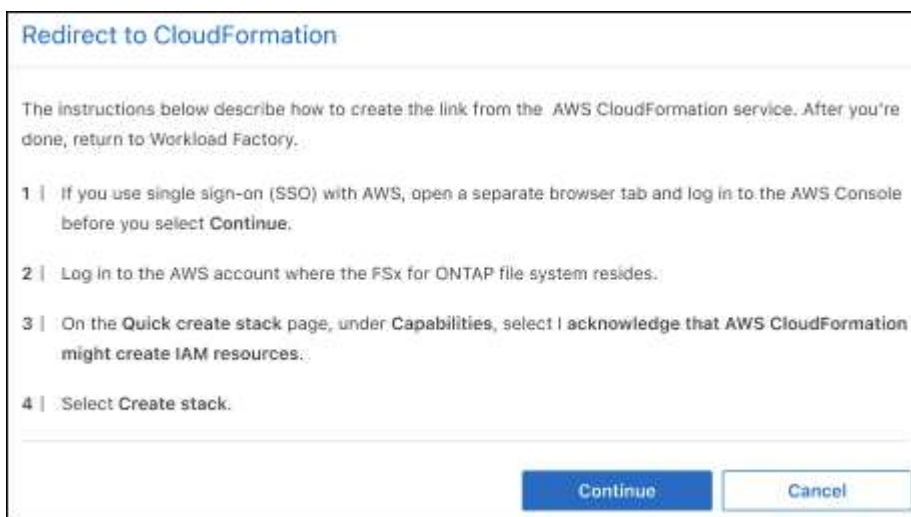 Redirect to CloudFormation
The instructions below describe how to create the link from the AWS CloudFormation service. After you're
done, return to Workload Factory.
1 | If you use single sign-on (SSO) with AWS, open a separate browser tab and log in to the AWS Console
before you select Continue.
2 | Log in to the AWS account where the FSx for ONTAP file system resides.
3 | On the Quick create stack page, under Capabilities, select I acknowledge that AWS CloudFormation
might create IAM resources.
4 | Select Create stack.
Continue Cancel